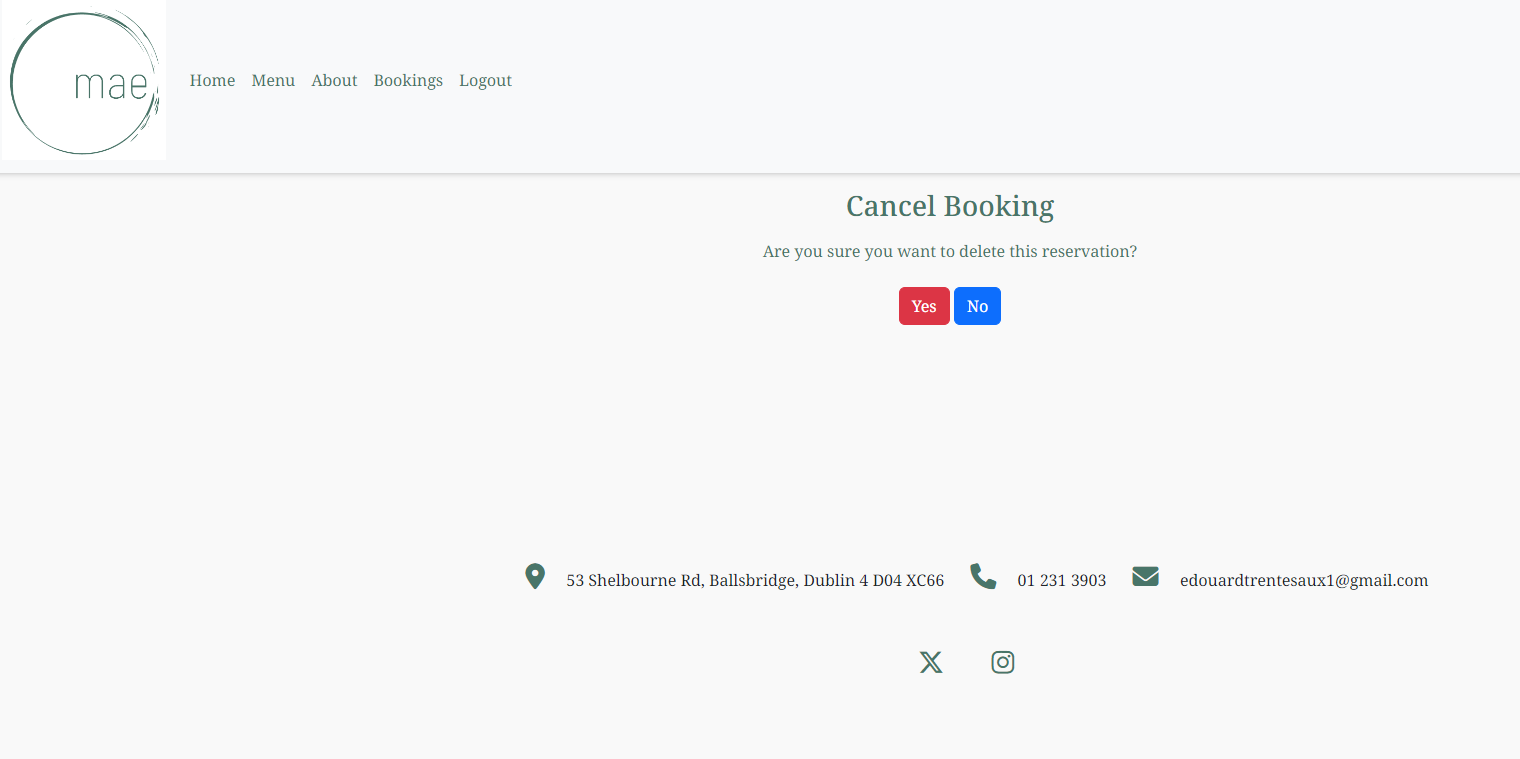 mae
Home Menu About Bookings Logout
Cancel Booking
Are you sure you want to delete this reservation?
Yes No
53 Shelbourne Rd, Ballsbridge, Dublin 4 D04 XC66 01 231 3903 edouardtrentesaux1@gmail.com